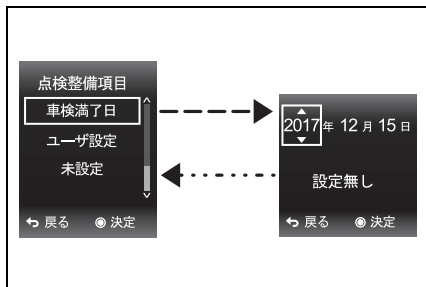 点検整備項目
車検満了日
ユーザ設定
未設定
戻る 決定
2017年 12月 15日
設定無し
戻る 決定